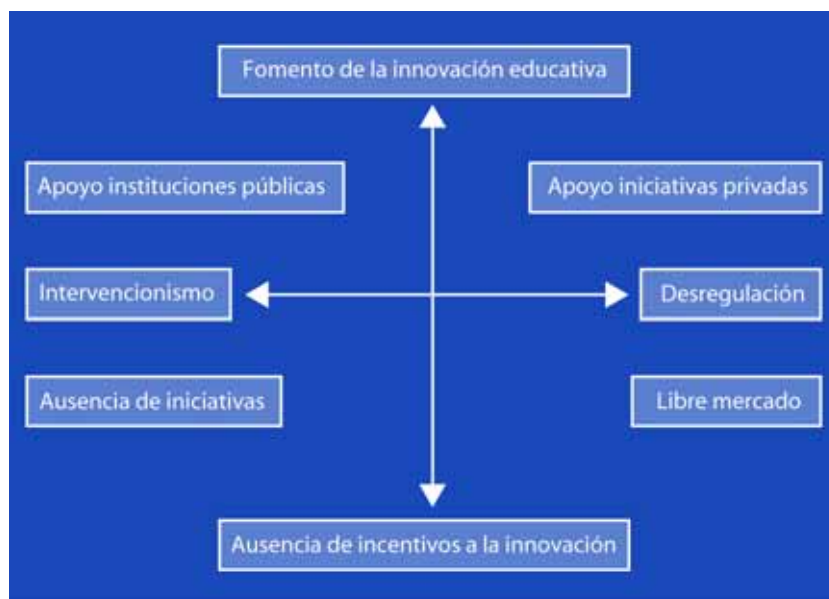 Fomento de la innovación educativa
Apoyo instituciones públicas
Apoyo iniciativas privadas
Intervencionismo
Desregulación
Ausencia de iniciativas
Libre mercado
Ausencia de incentivos a la innovación